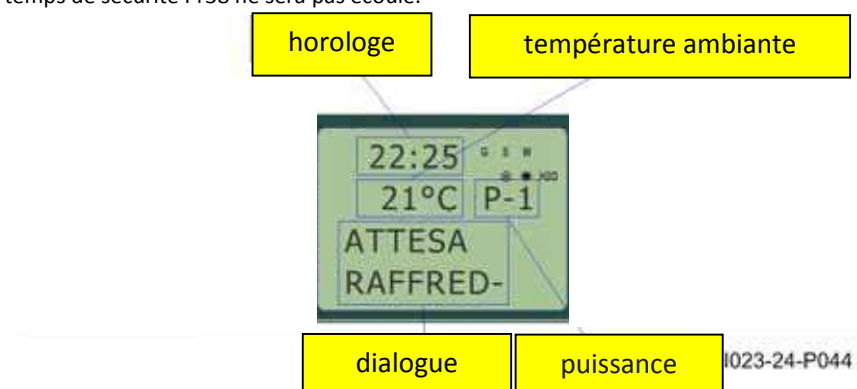 temps de sécurité Pr38 ne sera pas écoulé.
horologe
température ambiante
22:25
G S W
21°C P-1
ATTESA
RAFFRED-
dialogue
puissance
I023-24-P044